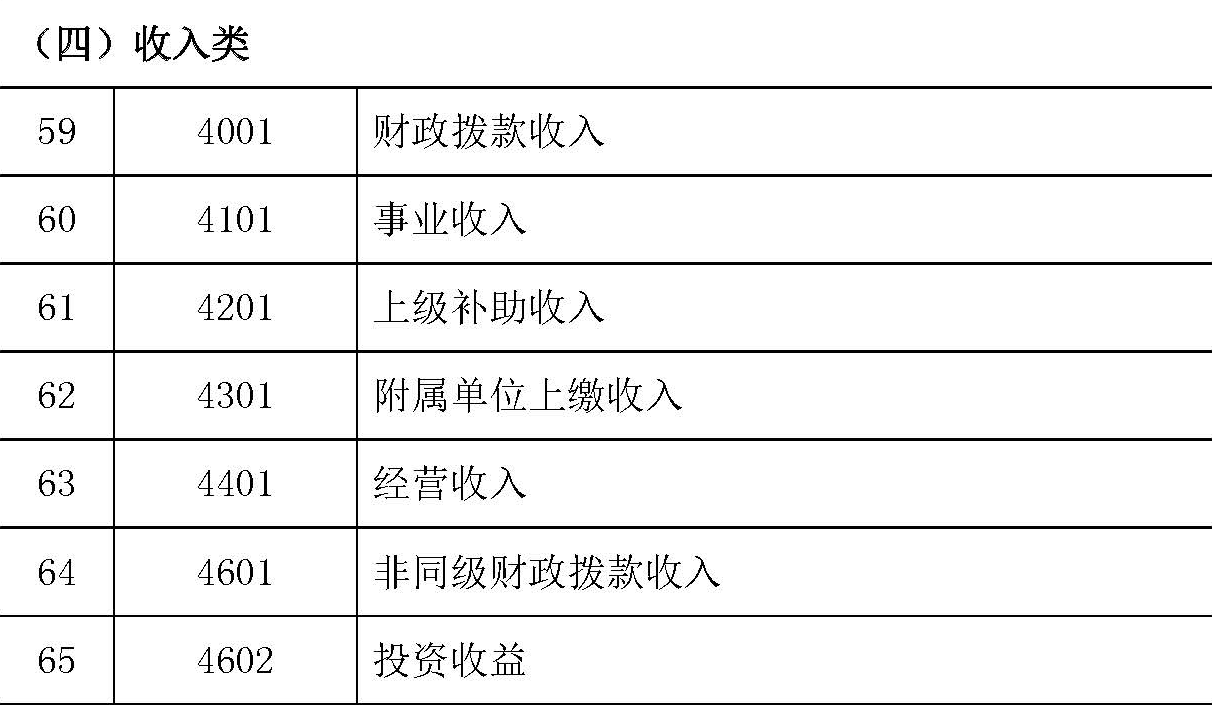 （四）收入类
59 4001 财政拨款收入
60 4101 事业收入
61 4201 上级补助收入
62 4301 附属单位上缴收入
63 4401 经营收入
64 4601 非同级财政拨款收入
65 4602 投资收益